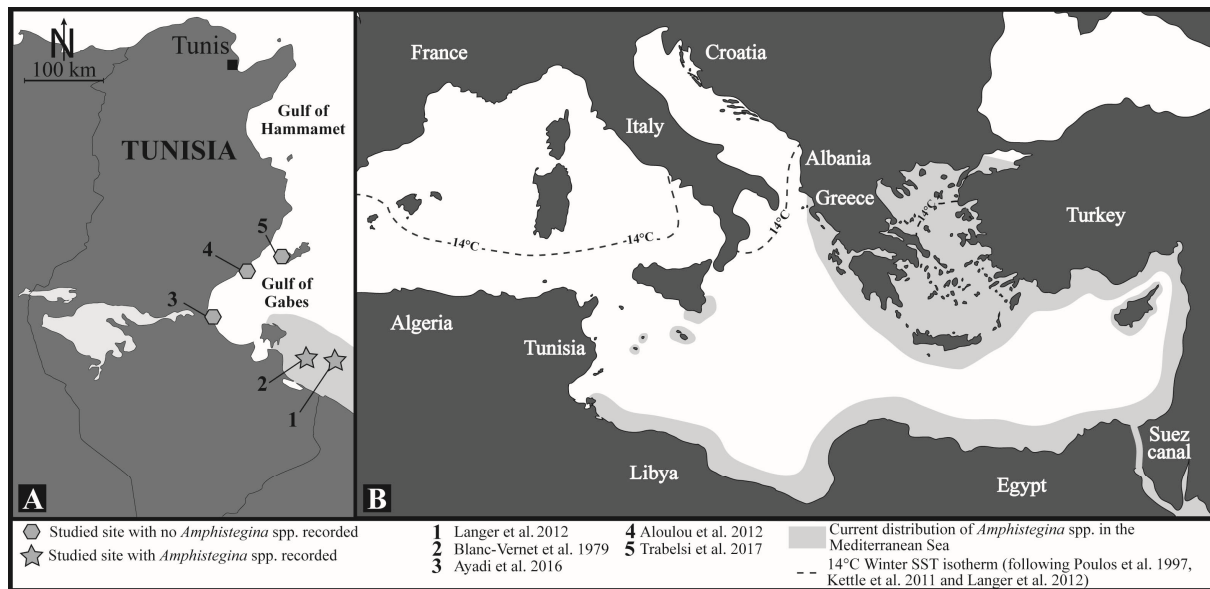 N
100 km
Tunis
Gulf of
Hammamet
TUNISIA
5
4
Gulf of
Gabes
3
2
1
A
France
Croatia
Italy
Albania
Greece
14°C
Turkey
14°C
14°C
14°C
Algeria
Tunisia
Libya
Egypt
Suez
canal
B
Studied site with no Amphistegina spp. recorded
Studied site with Amphistegina spp. recorded
1 Langer et al. 2012
2 Blanc-Vernet et al. 1979
3 Ayadi et al. 2016
4 Aloulou et al. 2012
5 Trabelsi et al. 2017
Current distribution of Amphistegina spp. in the
Mediterranean Sea
14°C Winter SST isotherm (following Poulos et al. 1997,
Kettle et al. 2011 and Langer et al. 2012)